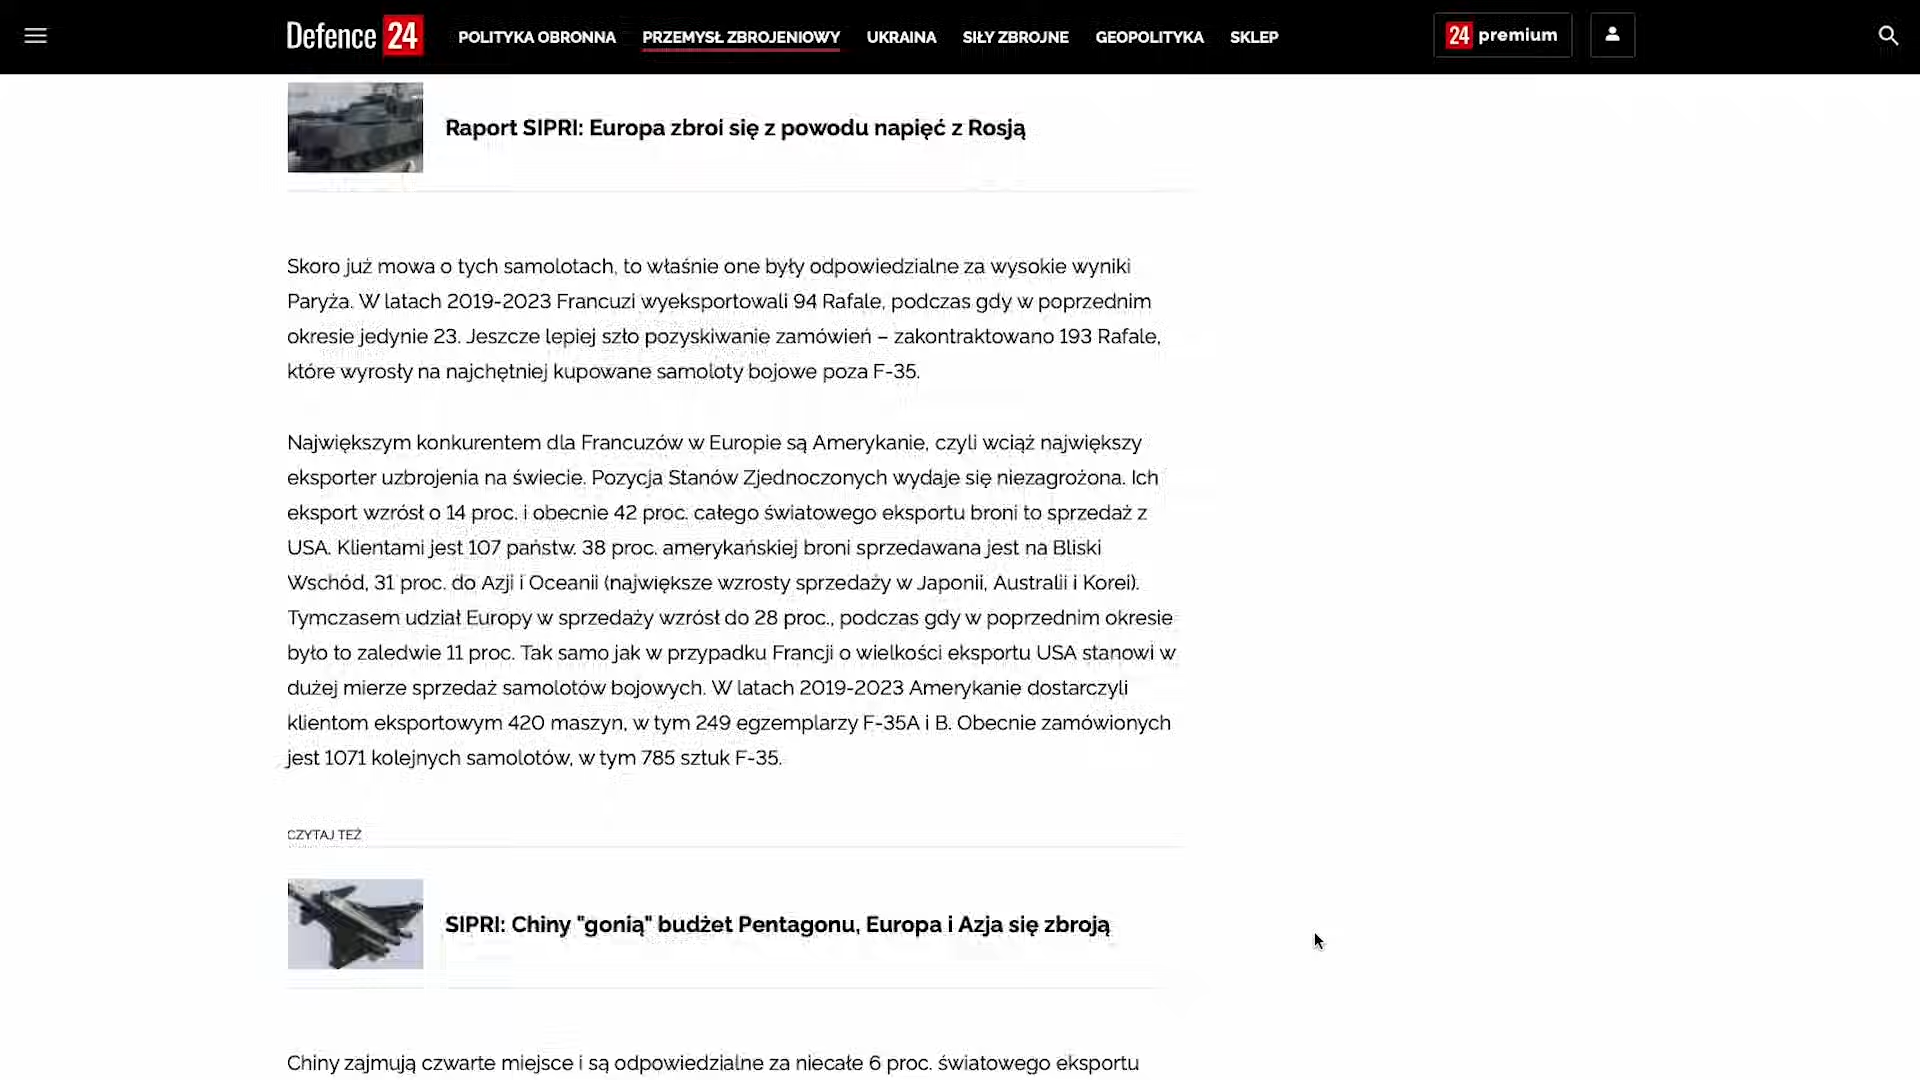 Defence 24
POLITYKA OBRONNA PRZEMYSŁ ZBROJENIOWY UKRAINA SIŁY ZBROJNE GEOPOLITYKA SKLEP
24 premium
Raport SIPRI: Europa zbroi się z powodu napięć z Rosją
Skoro już mowa o tych samolotach, to właśnie one były odpowiedzialne za wysokie wyniki
Paryża. W latach 2019-2023 Francuzi wyeksportowali 94 Rafale, podczas gdy w poprzednim
okresie jedynie 23. Jeszcze lepiej szło pozyskiwanie zamówień – zakontraktowano 193 Rafale,
które wyrosły na najchętniej kupowane samoloty bojowe poza F-35.
Największym konkurentem dla Francuzów w Europie są Amerykanie, czyli wciąż największy
eksporter uzbrojenia na świecie. Pozycja Stanów Zjednoczonych wydaje się niezagrożona. Ich
eksport wzrósł o 14 proc. i obecnie 42 proc. całego światowego eksportu broni to sprzedaż z
USA. Klientami jest 107 państw. 38 proc. amerykańskiej broni sprzedawana jest na Bliski
Wschód, 31 proc. do Azji i Oceanii (największe wzrosty sprzedaży w Japonii, Australii i Korei).
Tymczasem udział Europy w sprzedaży wzrósł do 28 proc., podczas gdy w poprzednim okresie
było to zaledwie 11 proc. Tak samo jak w przypadku Francji o wielkości eksportu USA stanowi w
dużej mierze sprzedaż samolotów bojowych. W latach 2019-2023 Amerykanie dostarczyli
klientom eksportowym 420 maszyn, w tym 249 egzemplarzy F-35A i B. Obecnie zamówionych
jest 1071 kolejnych samolotów, w tym 785 sztuk F-35.
CZYTAJ TEŻ
SIPRI: Chiny "gonią" budżet Pentagonu, Europa i Azja się zbroją
Chiny zajmują czwarte miejsce i są odpowiedzialne za niecałe 6 proc. światowego eksportu